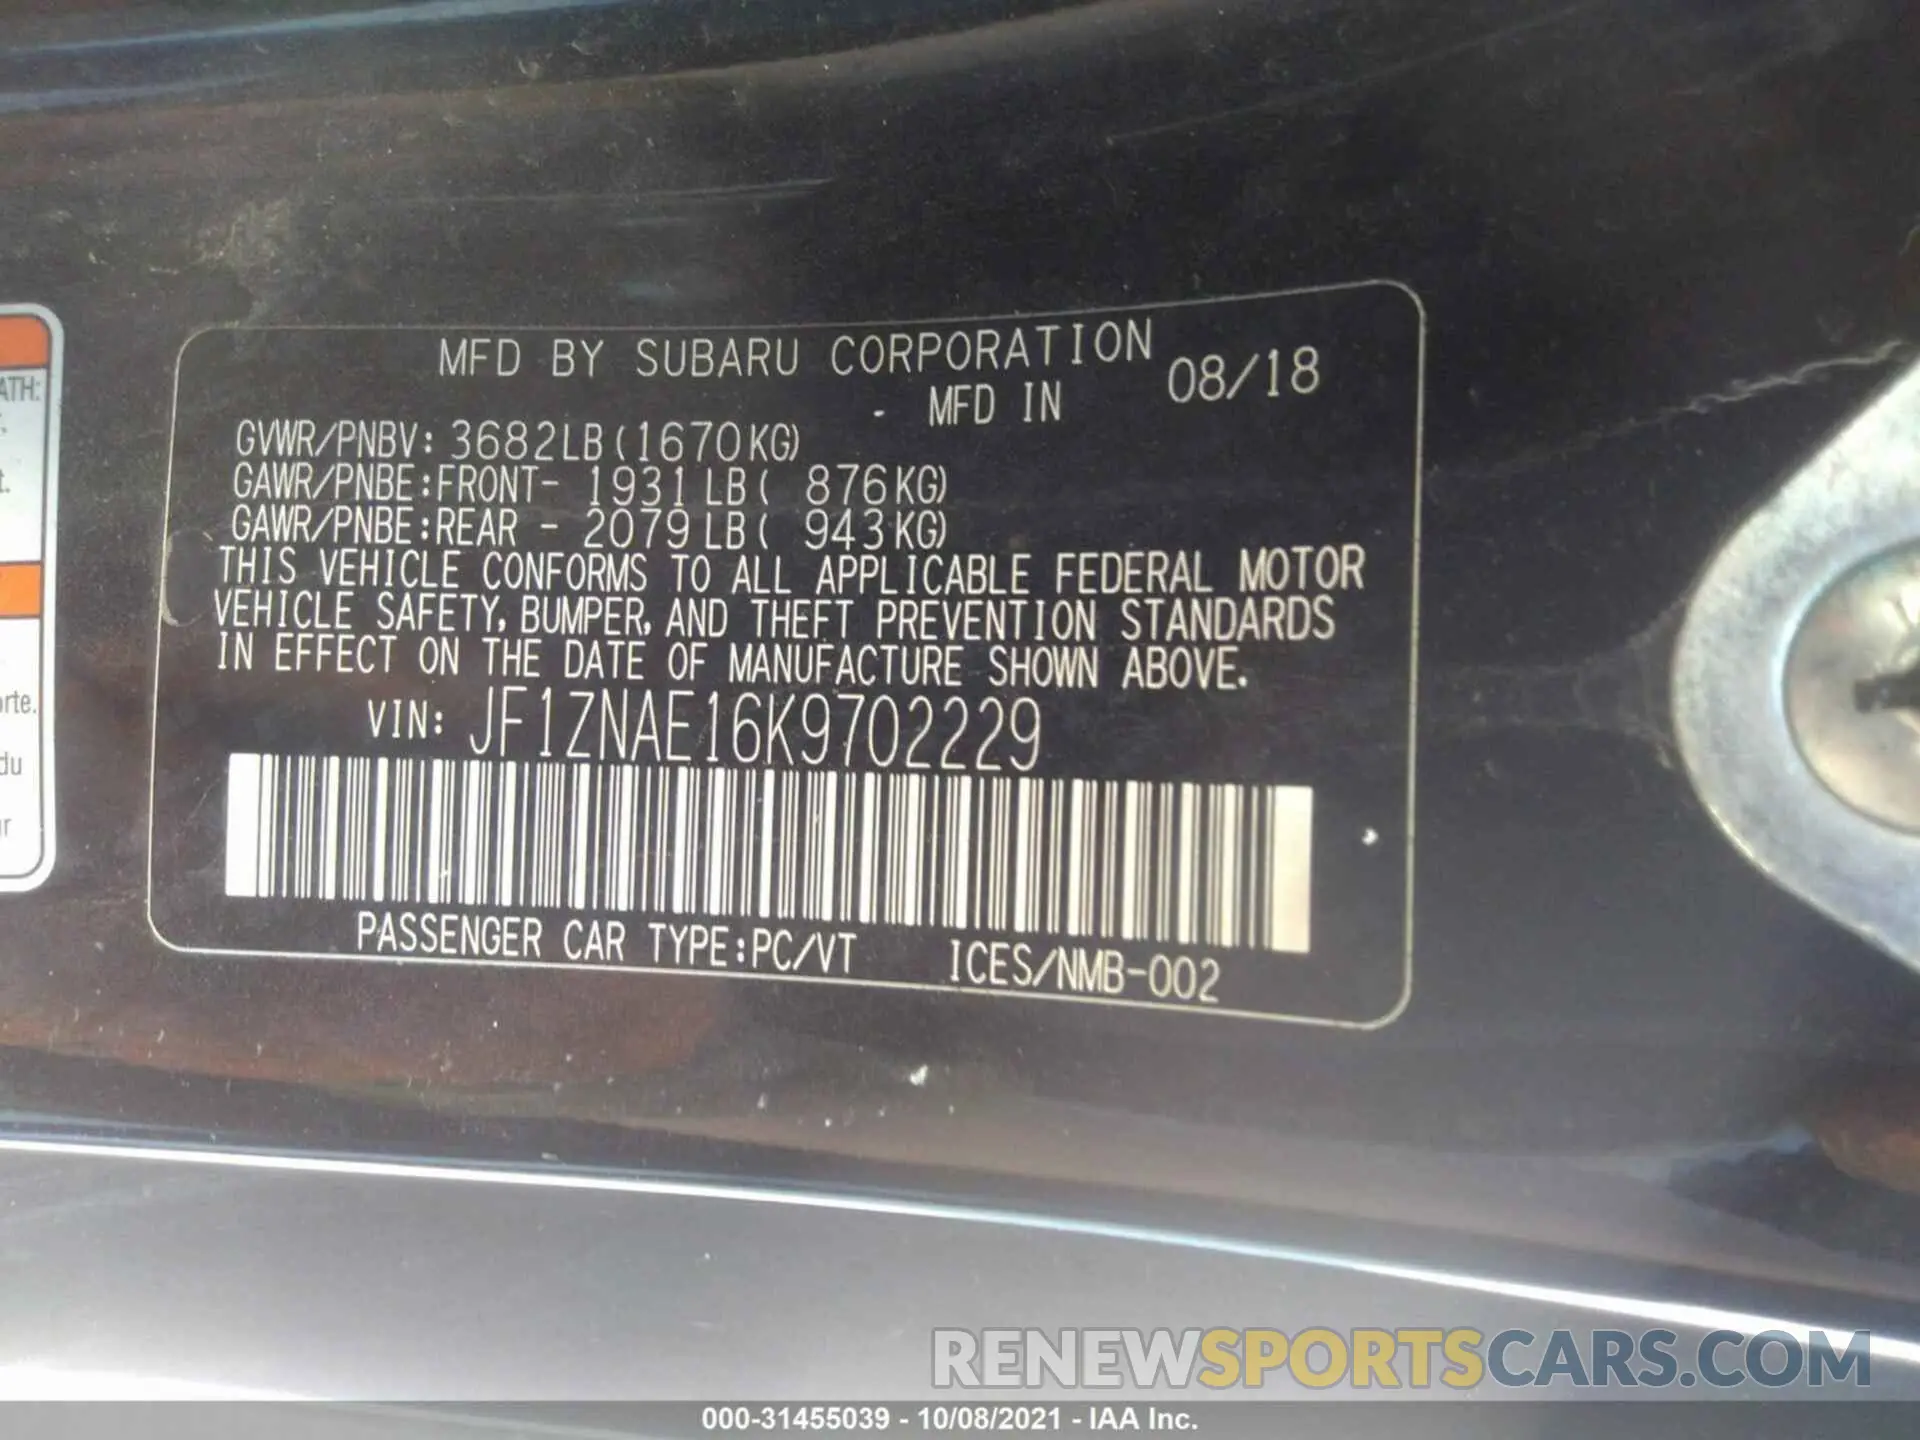 ATH:
t.
orte.
du
MFD BY SUBARU CORPORATION
MFD IN 08/18
GVWR/PNBV: 3682LB(1670KG)
GAWR/PNBE:FRONT- 1931LB( 876KG)
GAWR/PNBE:REAR - 2079LB( 943KG)
THIS VEHICLE CONFORMS TO ALL APPLICABLE FEDERAL MOTOR
VEHICLE SAFETY, BUMPER, AND THEFT PREVENTION STANDARDS
IN EFFECT ON THE DATE OF MANUFACTURE SHOWN ABOVE.
VIN: JF1ZNAE16K9702229
PASSENGER CAR TYPE:PC/VT ICES/NMB-002
RENEWSPORTSCARS.COM
000-31455039 - 10/08/2021 - IAA Inc.